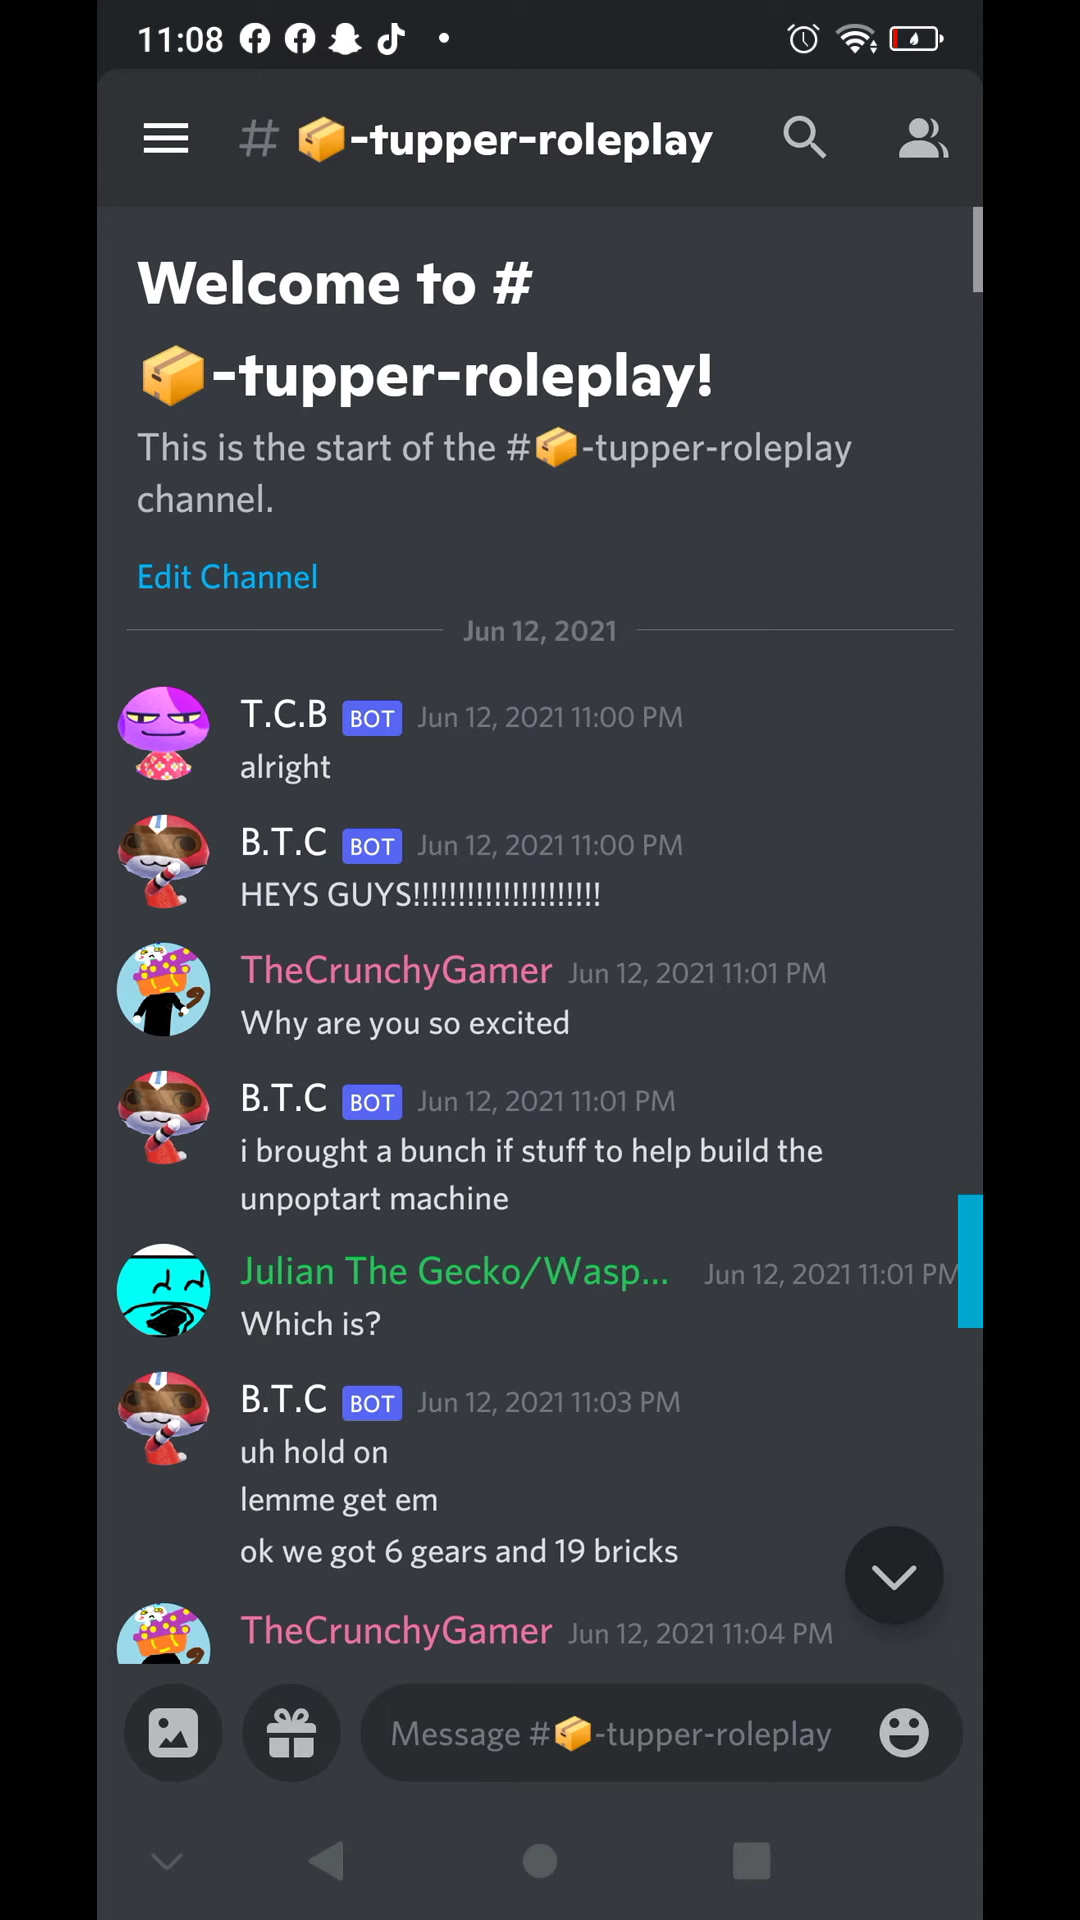 11:08
# 📦-tupper-roleplay
Welcome to #
📦-tupper-roleplay!
This is the start of the #📦-tupper-roleplay
channel.
Edit Channel
Jun 12, 2021
T.C.B BOT Jun 12, 2021 11:00 PM
alright
B.T.C BOT Jun 12, 2021 11:00 PM
HEYS GUYS!!!!!!!!!!!!!!!!!!!!!
TheCrunchyGamer Jun 12, 2021 11:01 PM
Why are you so excited
B.T.C BOT Jun 12, 2021 11:01 PM
i brought a bunch if stuff to help build the
unpoptart machine
Julian The Gecko/Wasp... Jun 12, 2021 11:01 PM
Which is?
B.T.C BOT Jun 12, 2021 11:03 PM
uh hold on
lemme get em
ok we got 6 gears and 19 bricks
TheCrunchyGamer Jun 12, 2021 11:04 PM
Message #📦-tupper-roleplay